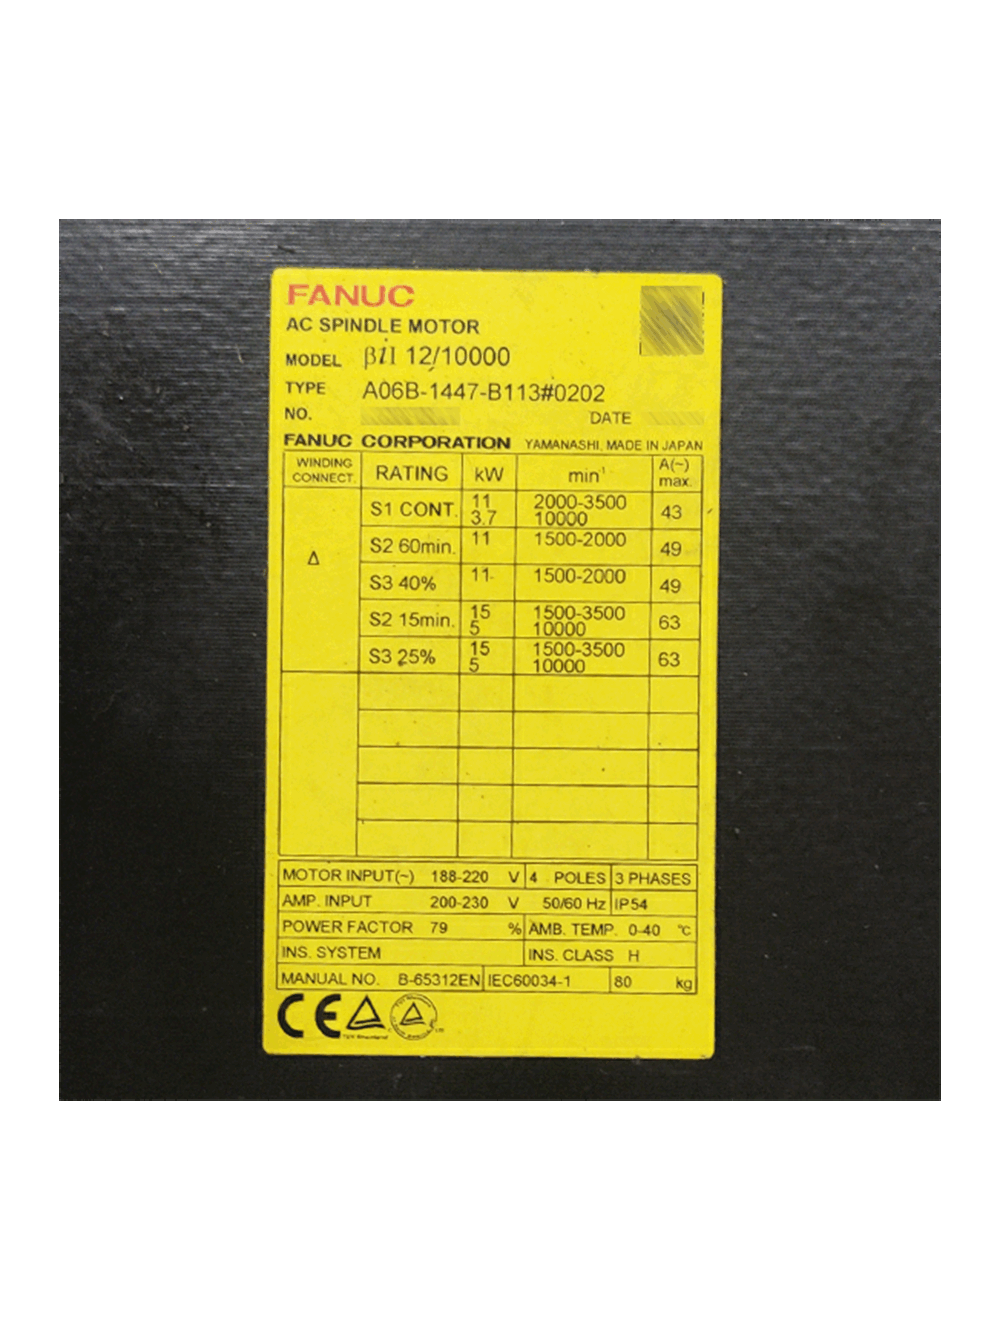 FANUC
AC SPINDLE MOTOR
MODEL βiI 12/10000
TYPE A06B-1447-B113#0202
NO. DATE
FANUC CORPORATION YAMANASHI, MADE IN JAPAN
WINDING CONNECT. RATING kW min⁻¹ A(~) max.
Δ
S1 CONT. 11 2000-3500 43
3.7 10000
S2 60min. 11 1500-2000 49
S3 40% 11 1500-2000 49
S2 15min. 15 1500-3500 63
5 10000
S3 25% 15 1500-3500 63
5 10000
MOTOR INPUT(~) 188-220 V 4 POLES 3 PHASES
AMP. INPUT 200-230 V 50/60 Hz IP54
POWER FACTOR 79 % AMB. TEMP. 0-40 ℃
INS. SYSTEM INS. CLASS H
MANUAL NO. B-65312EN IEC60034-1 80 kg
CE
TÜV Rheinland